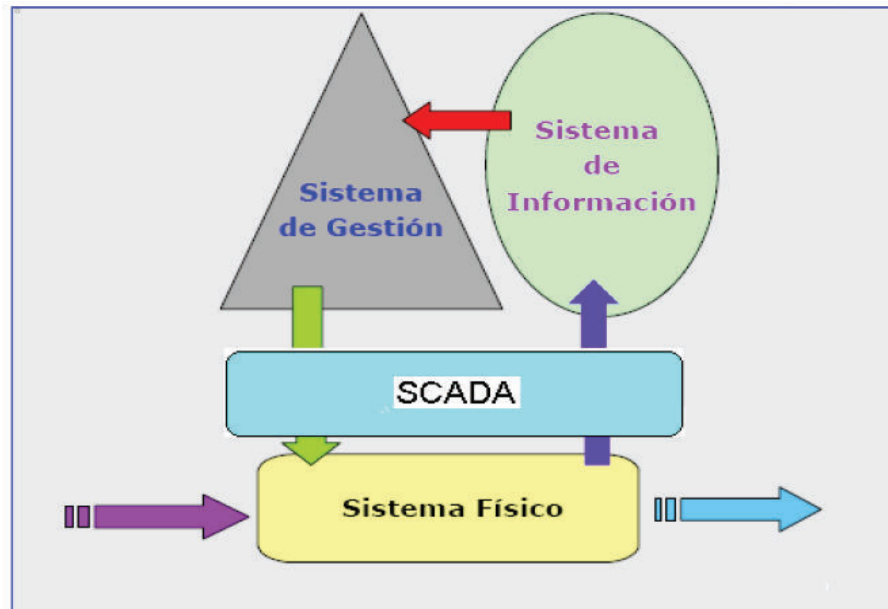 Sistema
de Gestión
Sistema
de
Información
SCADA
Sistema Físico